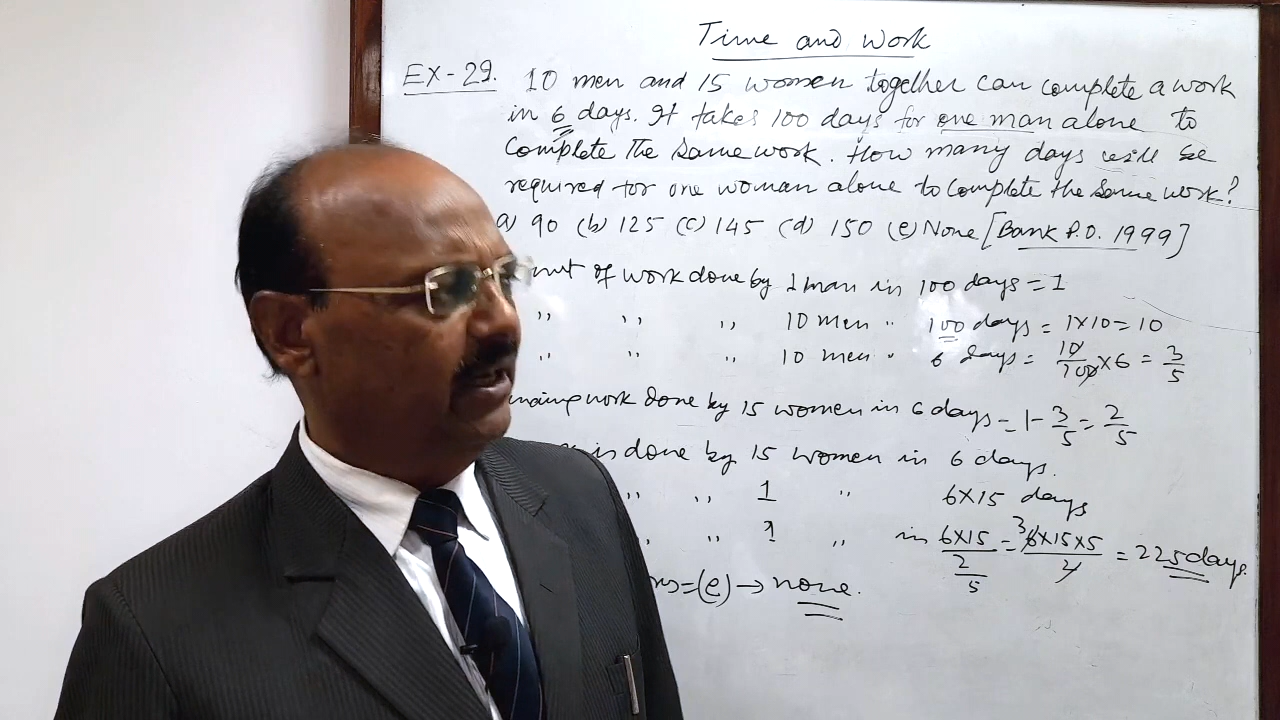 Time and Work
EX-29. 10 men and 15 women together can complete a work
in 6 days. It takes 100 days for one man alone to
complete the same work. How many days will be
required for one woman alone to complete the same work?
a) 90 (b) 125 (c) 145 (d) 150 (e) None [Bank P.O. 1999]
of work done by 1 man in 100 days = 1
" " " 10 men " 100 days = 1×10 = 10
" " " 10 men " 6 days = 10/100 × 6 = 3/5
work done by 15 women in 6 days = 1 - 3/5 = 2/5
is done by 15 women in 6 days.
" " 1 " 6×15 days
" " 1 " in 6×15 / 2/5 = 3 6×15×5 / 2 = 225 days.
= (e) → none.